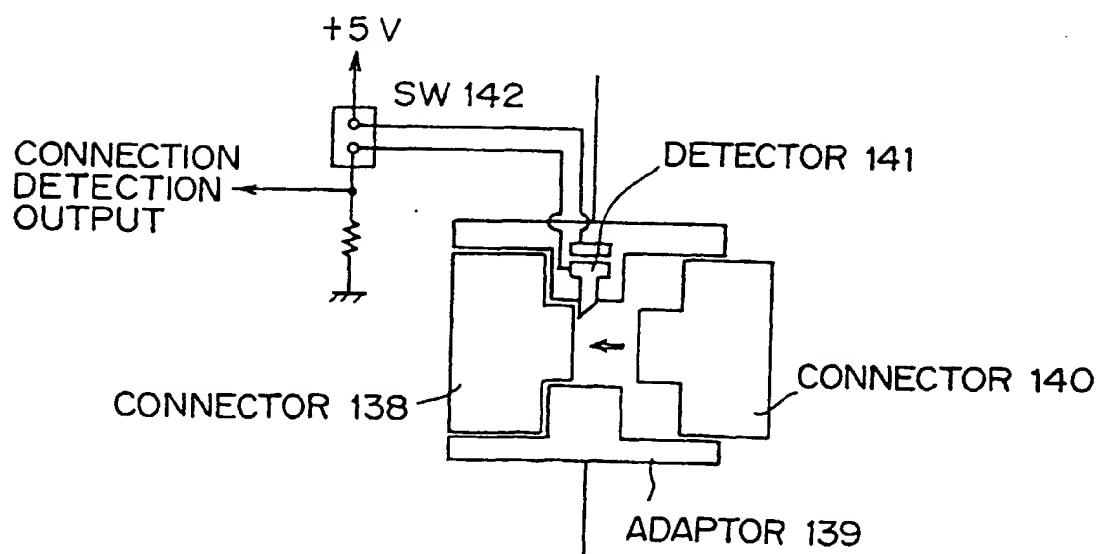 +5 V
SW 142
DETECTOR 141
CONNECTION
DETECTION
OUTPUT
CONNECTOR 138
CONNECTOR 140
ADAPTOR 139